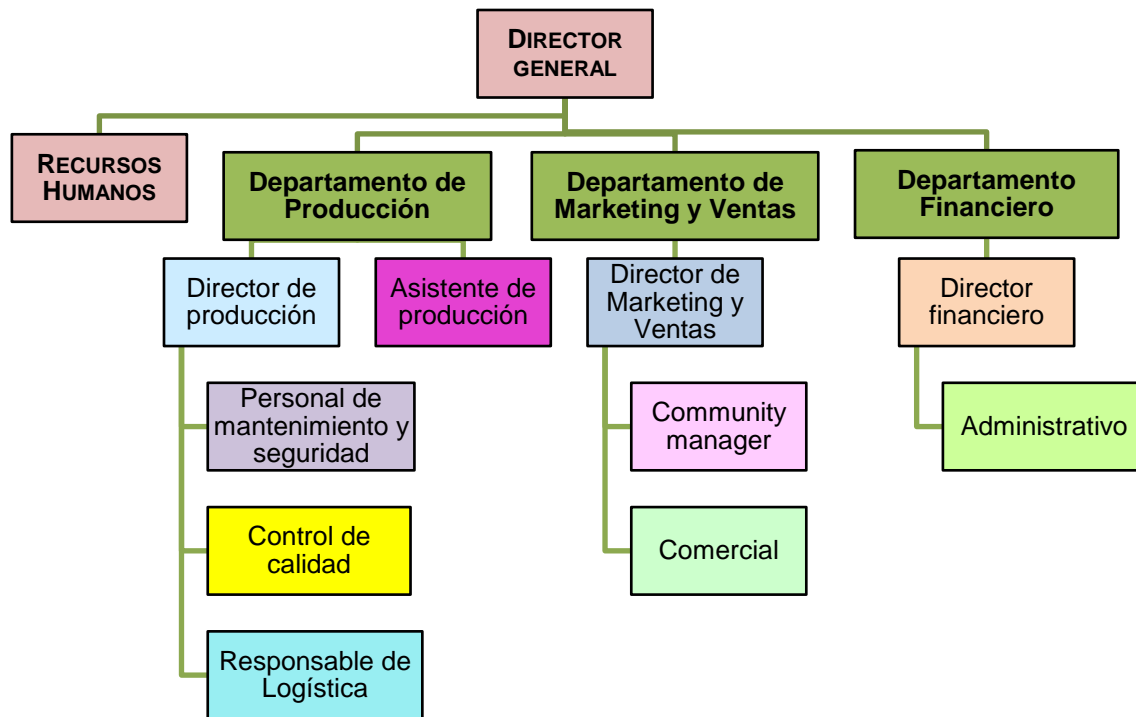 DIRECTOR
GENERAL
RECURSOS
HUMANOS
Departamento de
Producción
Departamento de
Marketing y Ventas
Departamento
Financiero
Director de
producción
Asistente de
producción
Director de
Marketing y
Ventas
Director
financiero
Personal de
mantenimiento y
seguridad
Community
manager
Administrativo
Control de
calidad
Comercial
Responsable de
Logística